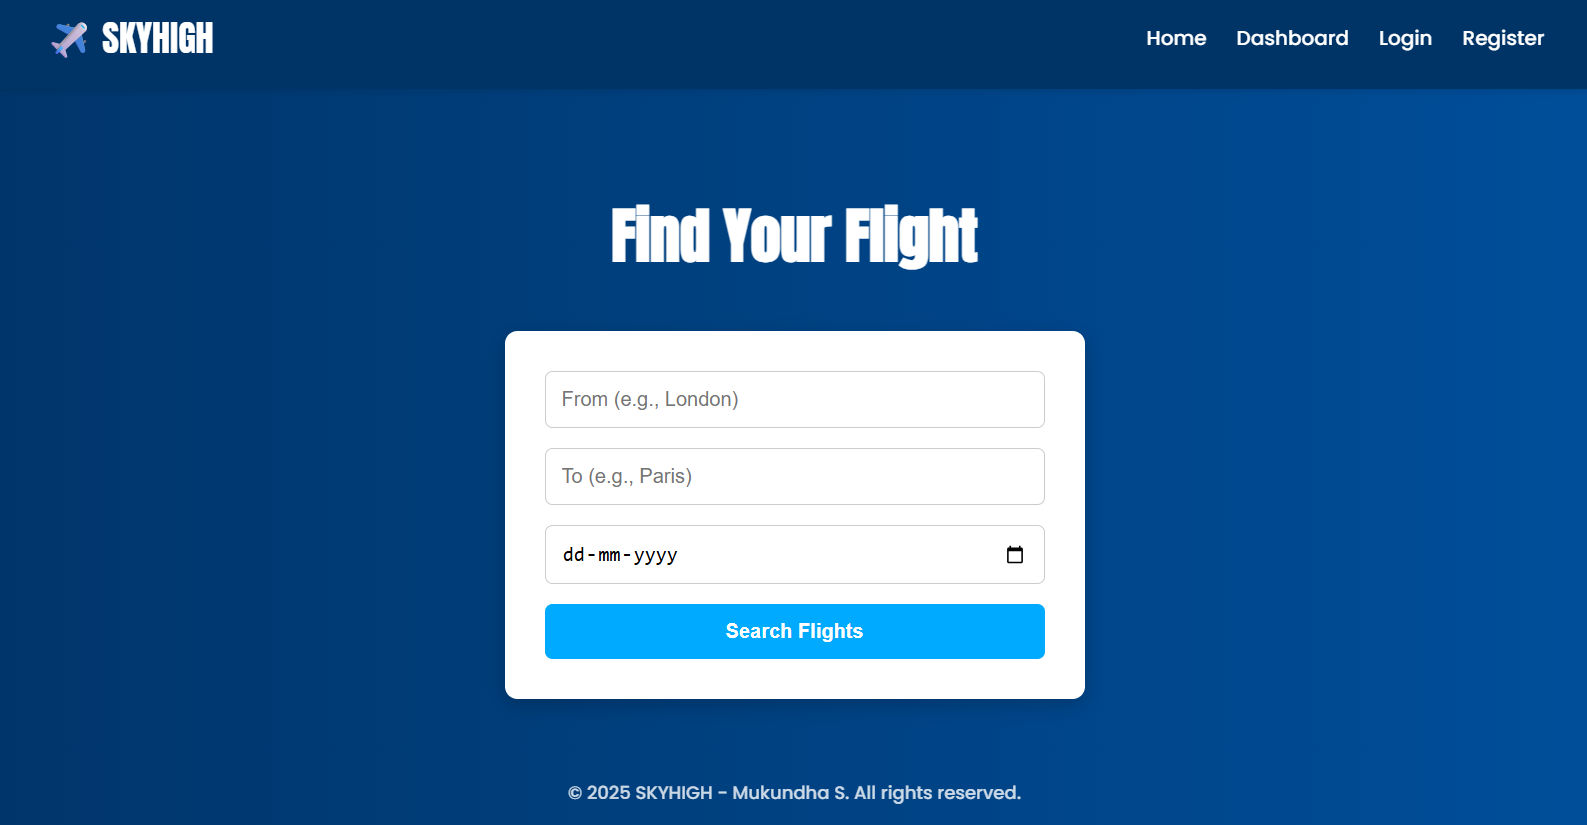 SKYHIGH
Home Dashboard Login Register
Find Your Flight
From (e.g., London)
To (e.g., Paris)
dd-mm-yyyy
Search Flights
© 2025 SKYHIGH - Mukundha S. All rights reserved.